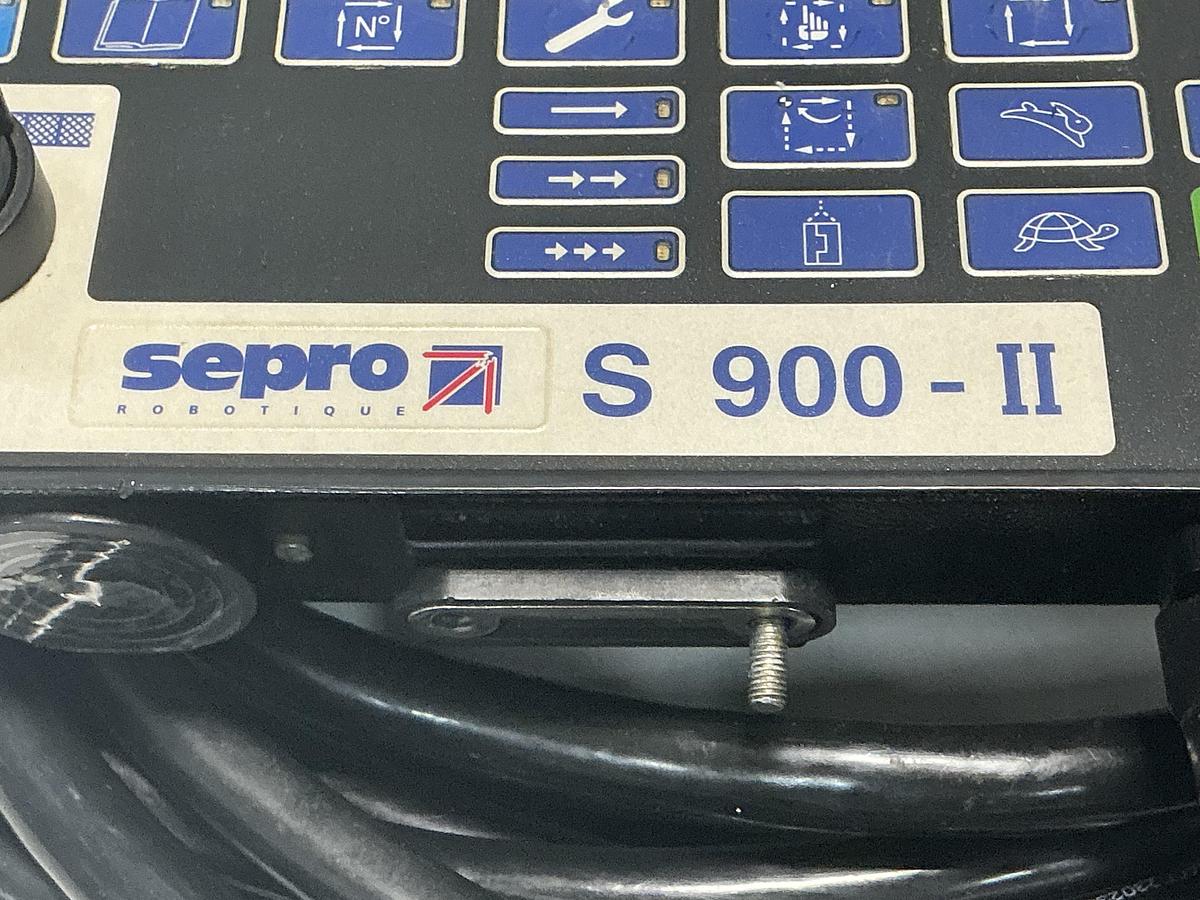 N°
sepro
ROBOTIQUE
S 900 - II